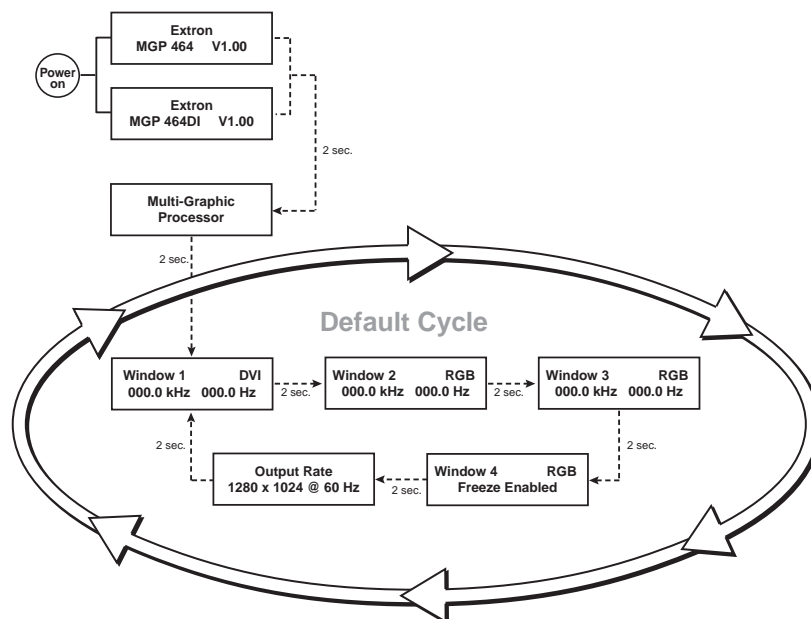 Extron
MGP 464 V1.00
Power
on
Extron
MGP 464DI V1.00
2 sec.
Multi-Graphic
Processor
2 sec.
Default Cycle
Window 1 DVI
000.0 kHz 000.0 Hz
2 sec.
Window 2 RGB
000.0 kHz 000.0 Hz
2 sec.
Window 3 RGB
000.0 kHz 000.0 Hz
2 sec.
2 sec.
Output Rate
1280 x 1024 @ 60 Hz
2 sec.
Window 4 RGB
Freeze Enabled